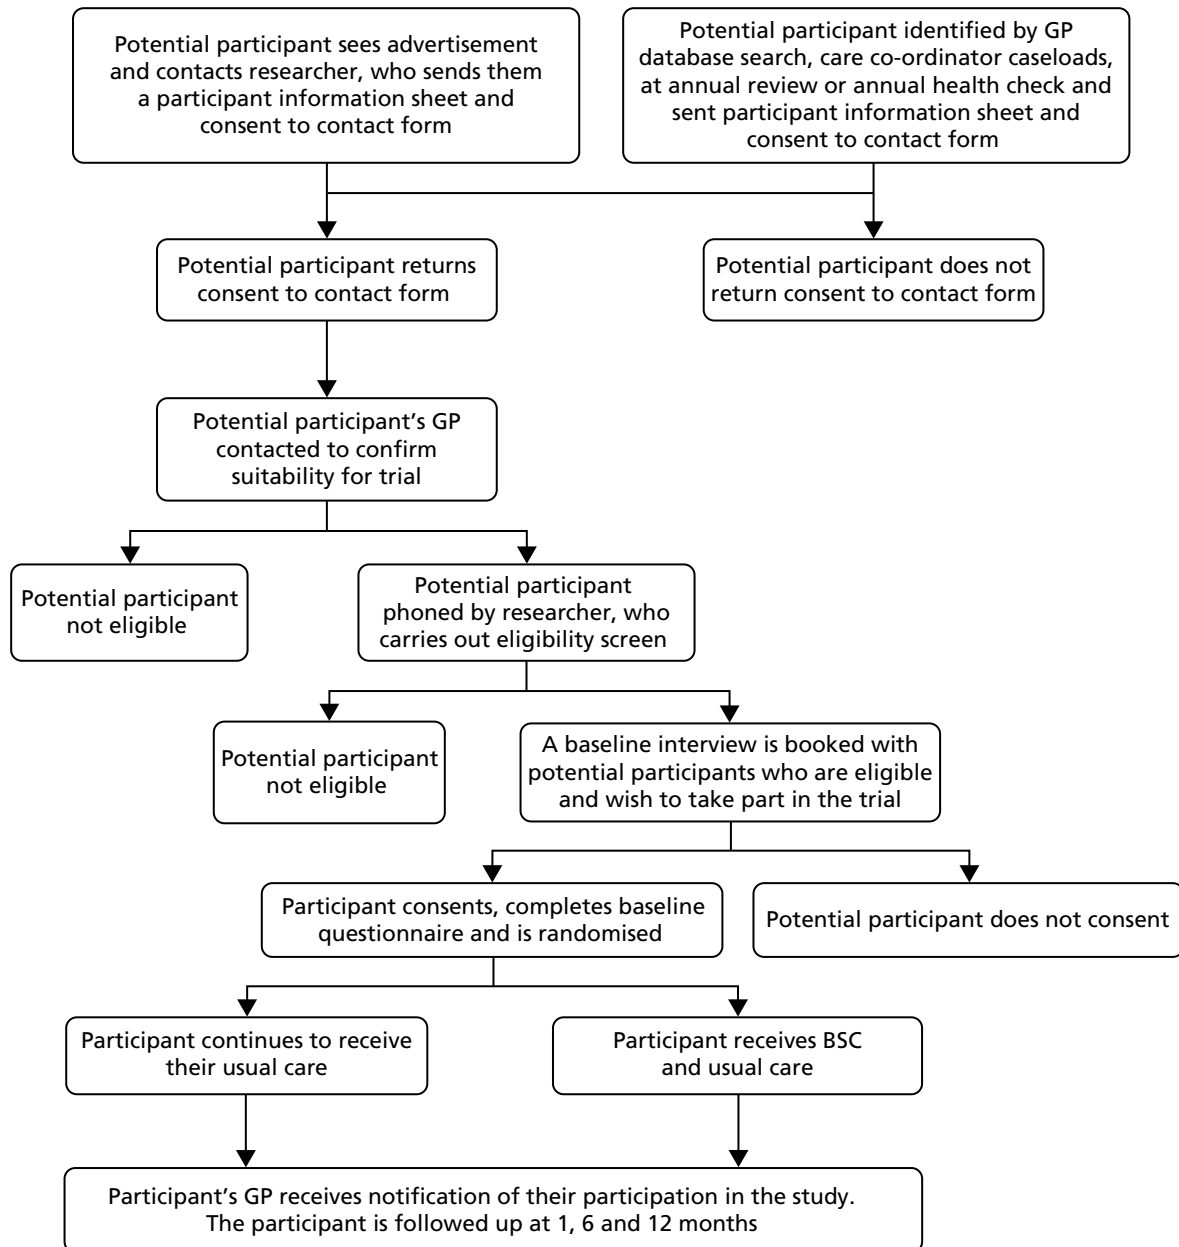 Potential participant sees advertisement
and contacts researcher, who sends them
a participant information sheet and
consent to contact form
Potential participant identified by GP
database search, care co-ordinator caseloads,
at annual review or annual health check and
sent participant information sheet and
consent to contact form
Potential participant returns
consent to contact form
Potential participant does not
return consent to contact form
Potential participant’s GP
contacted to confirm
suitability for trial
Potential participant
not eligible
Potential participant
phoned by researcher, who
carries out eligibility screen
Potential participant
not eligible
A baseline interview is booked with
potential participants who are eligible
and wish to take part in the trial
Participant consents, completes baseline
questionnaire and is randomised
Potential participant does not consent
Participant continues to receive
their usual care
Participant receives BSC
and usual care
Participant’s GP receives notification of their participation in the study.
The participant is followed up at 1, 6 and 12 months